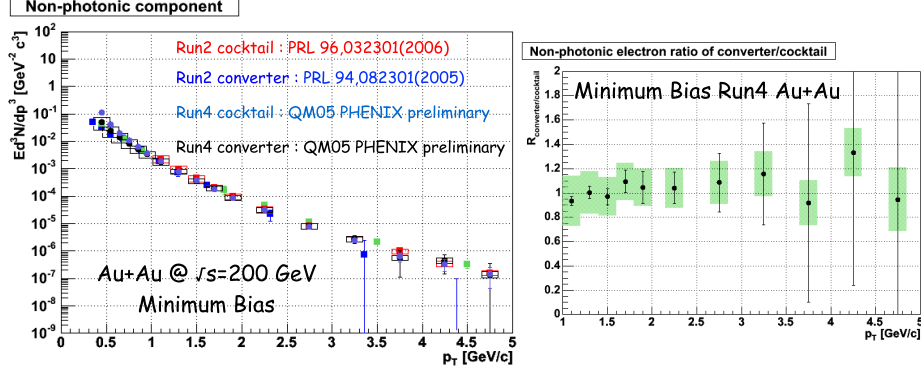 Non-photonic component
Ed³N/dp³ [GeV⁻² c³]
10²
10
1
10⁻¹
10⁻²
10⁻³
10⁻⁴
10⁻⁵
10⁻⁶
10⁻⁷
10⁻⁸
10⁻⁹
Run2 cocktail : PRL 96,032301(2006)
Run2 converter : PRL 94,082301(2005)
Run4 cocktail : QM05 PHENIX preliminary
Run4 converter : QM05 PHENIX preliminary
Au+Au @ √s=200 GeV
Minimum Bias
0 0.5 1 1.5 2 2.5 3 3.5 4 4.5 5
pT [GeV/c]
Non-photonic electron ratio of converter/cocktail
Rconverter/cocktail
2
1.8
1.6
1.4
1.2
1
0.8
0.6
0.4
0.2
0
Minimum Bias Run4 Au+Au
1 1.5 2 2.5 3 3.5 4 4.5 5
pT [GeV/c]